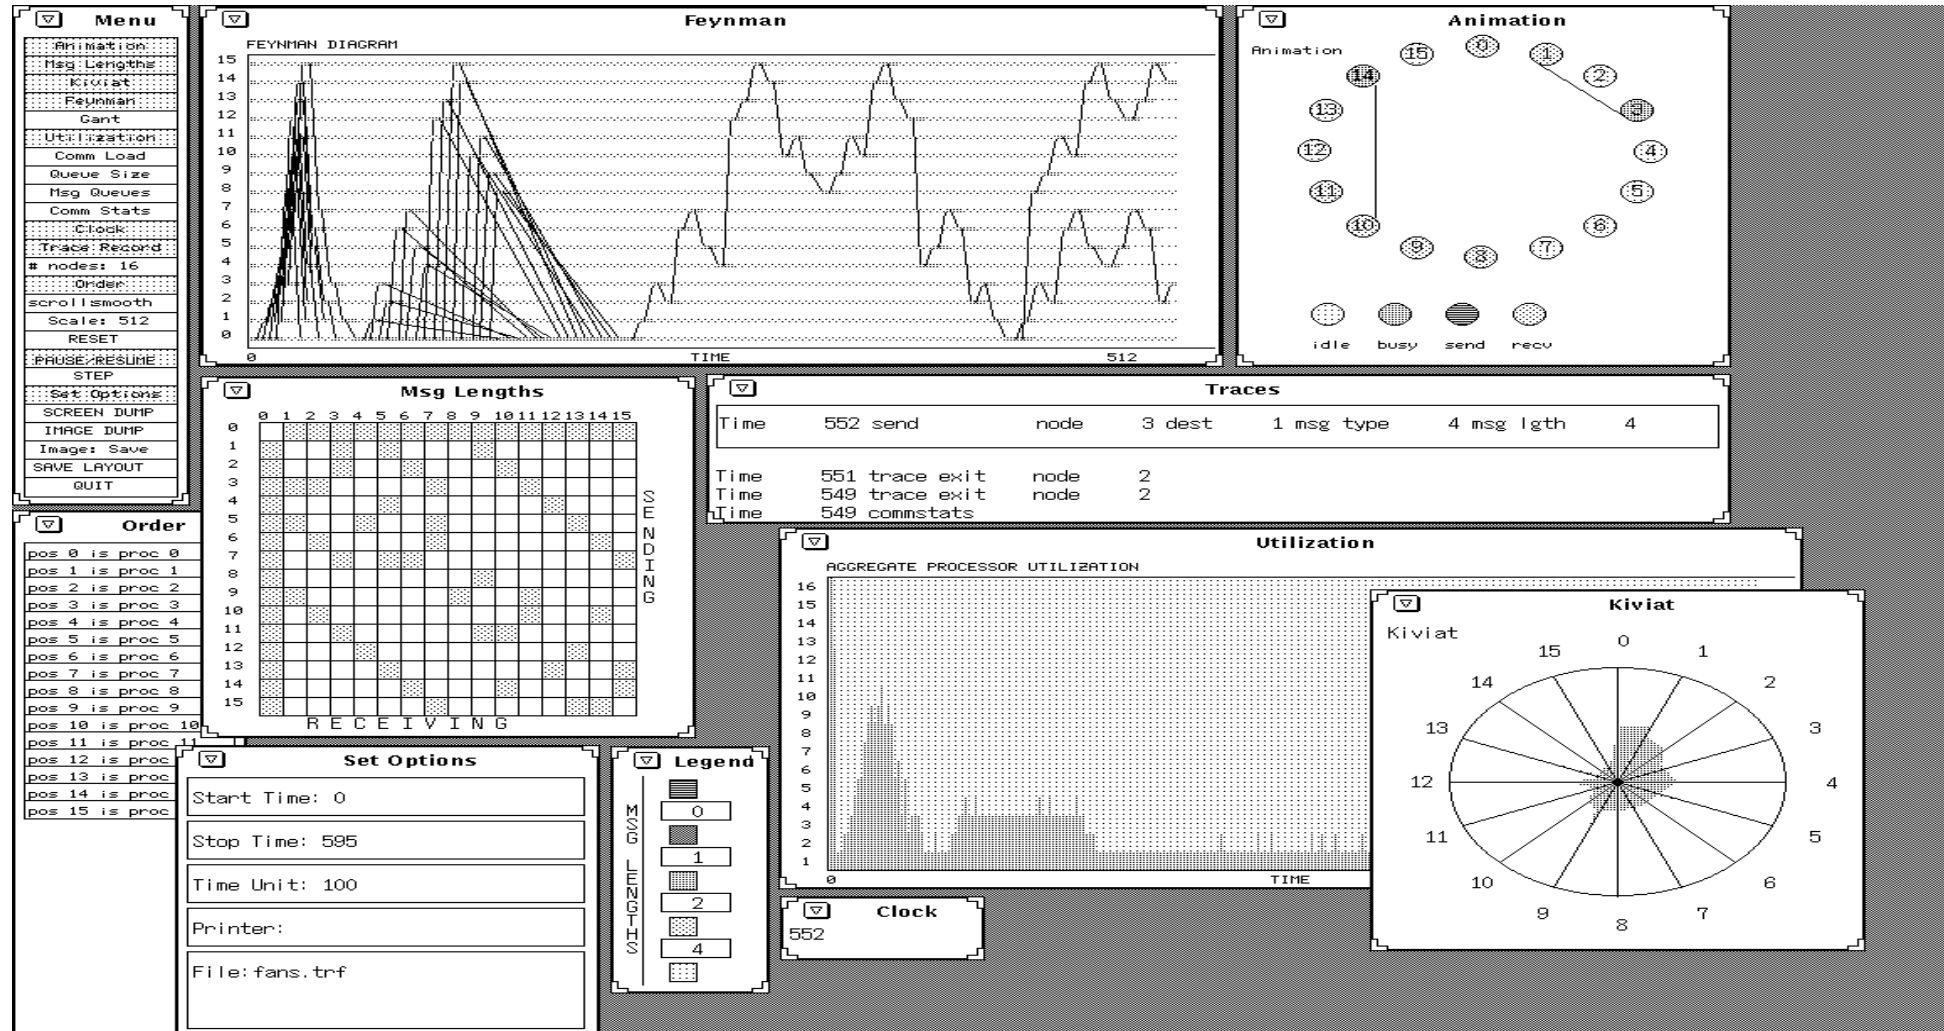 Menu
Animation
Msg Lengths
Kiviat
Feynman
Gant
Utilization
Comm Load
Queue Size
Msg Queues
Comm Stats
Clock
Trace Record
# nodes: 16
Order
scroll:smooth
Scale: 512
RESET
PAUSE/RESUME
STEP
Set Options
SCREEN DUMP
IMAGE DUMP
Image: Save
SAVE LAYOUT
QUIT
Feynman
FEYNMAN DIAGRAM
15
14
13
12
11
10
9
8
7
6
5
4
3
2
1
0
0 TIME 512
Animation
Animation
0
1
2
3
4
5
6
7
8
9
10
11
12
13
14
15
idle busy send recv
Msg Lengths
0 1 2 3 4 5 6 7 8 9 10 11 12 13 14 15
0
1
2
3
4
5
6
7
8
9
10
11
12
13
14
15
SENDING
RECEIVING
Traces
Time 552 send node 3 dest 1 msg type 4 msg lgth 4
Time 551 trace exit node 2
Time 549 trace exit node 2
Time 549 commstats
Order
pos 0 is proc 0
pos 1 is proc 1
pos 2 is proc 2
pos 3 is proc 3
pos 4 is proc 4
pos 5 is proc 5
pos 6 is proc 6
pos 7 is proc 7
pos 8 is proc 8
pos 9 is proc 9
pos 10 is proc 10
pos 11 is proc 11
pos 12 is proc
pos 13 is proc
pos 14 is proc
pos 15 is proc
Utilization
AGGREGATE PROCESSOR UTILIZATION
16
15
14
13
12
11
10
9
8
7
6
5
4
3
2
1
0 TIME
Kiviat
Kiviat
0
1
2
3
4
5
6
7
8
9
10
11
12
13
14
15
Set Options
Start Time: 0
Stop Time: 595
Time Unit: 100
Printer:
File: fans.trf
Legend
MSG LENGTHS
0
1
2
4
Clock
552